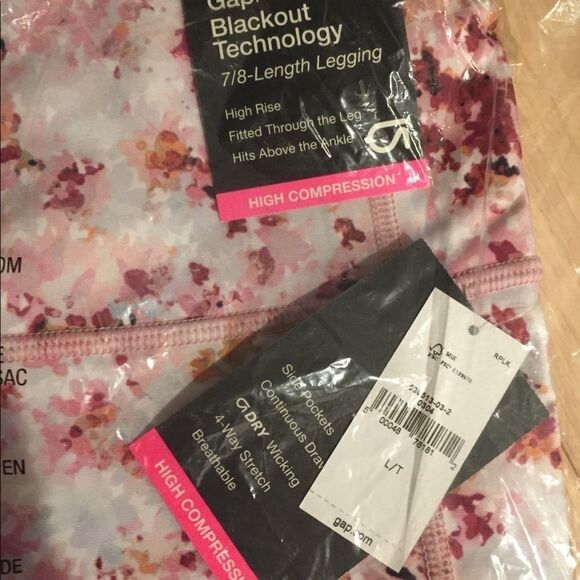 Blackout
Technology
7/8-Length Legging
High Rise
Fitted Through the Leg
Hits Above the Ankle
HIGH COMPRESSION
OM
SAC
EN
DE
Side Pockets
Continuous Draw
DRY Wicking
4-Way Stretch
Breathable
HIGH COMPRESSI
MIX
RPLK
L/T
gap.com